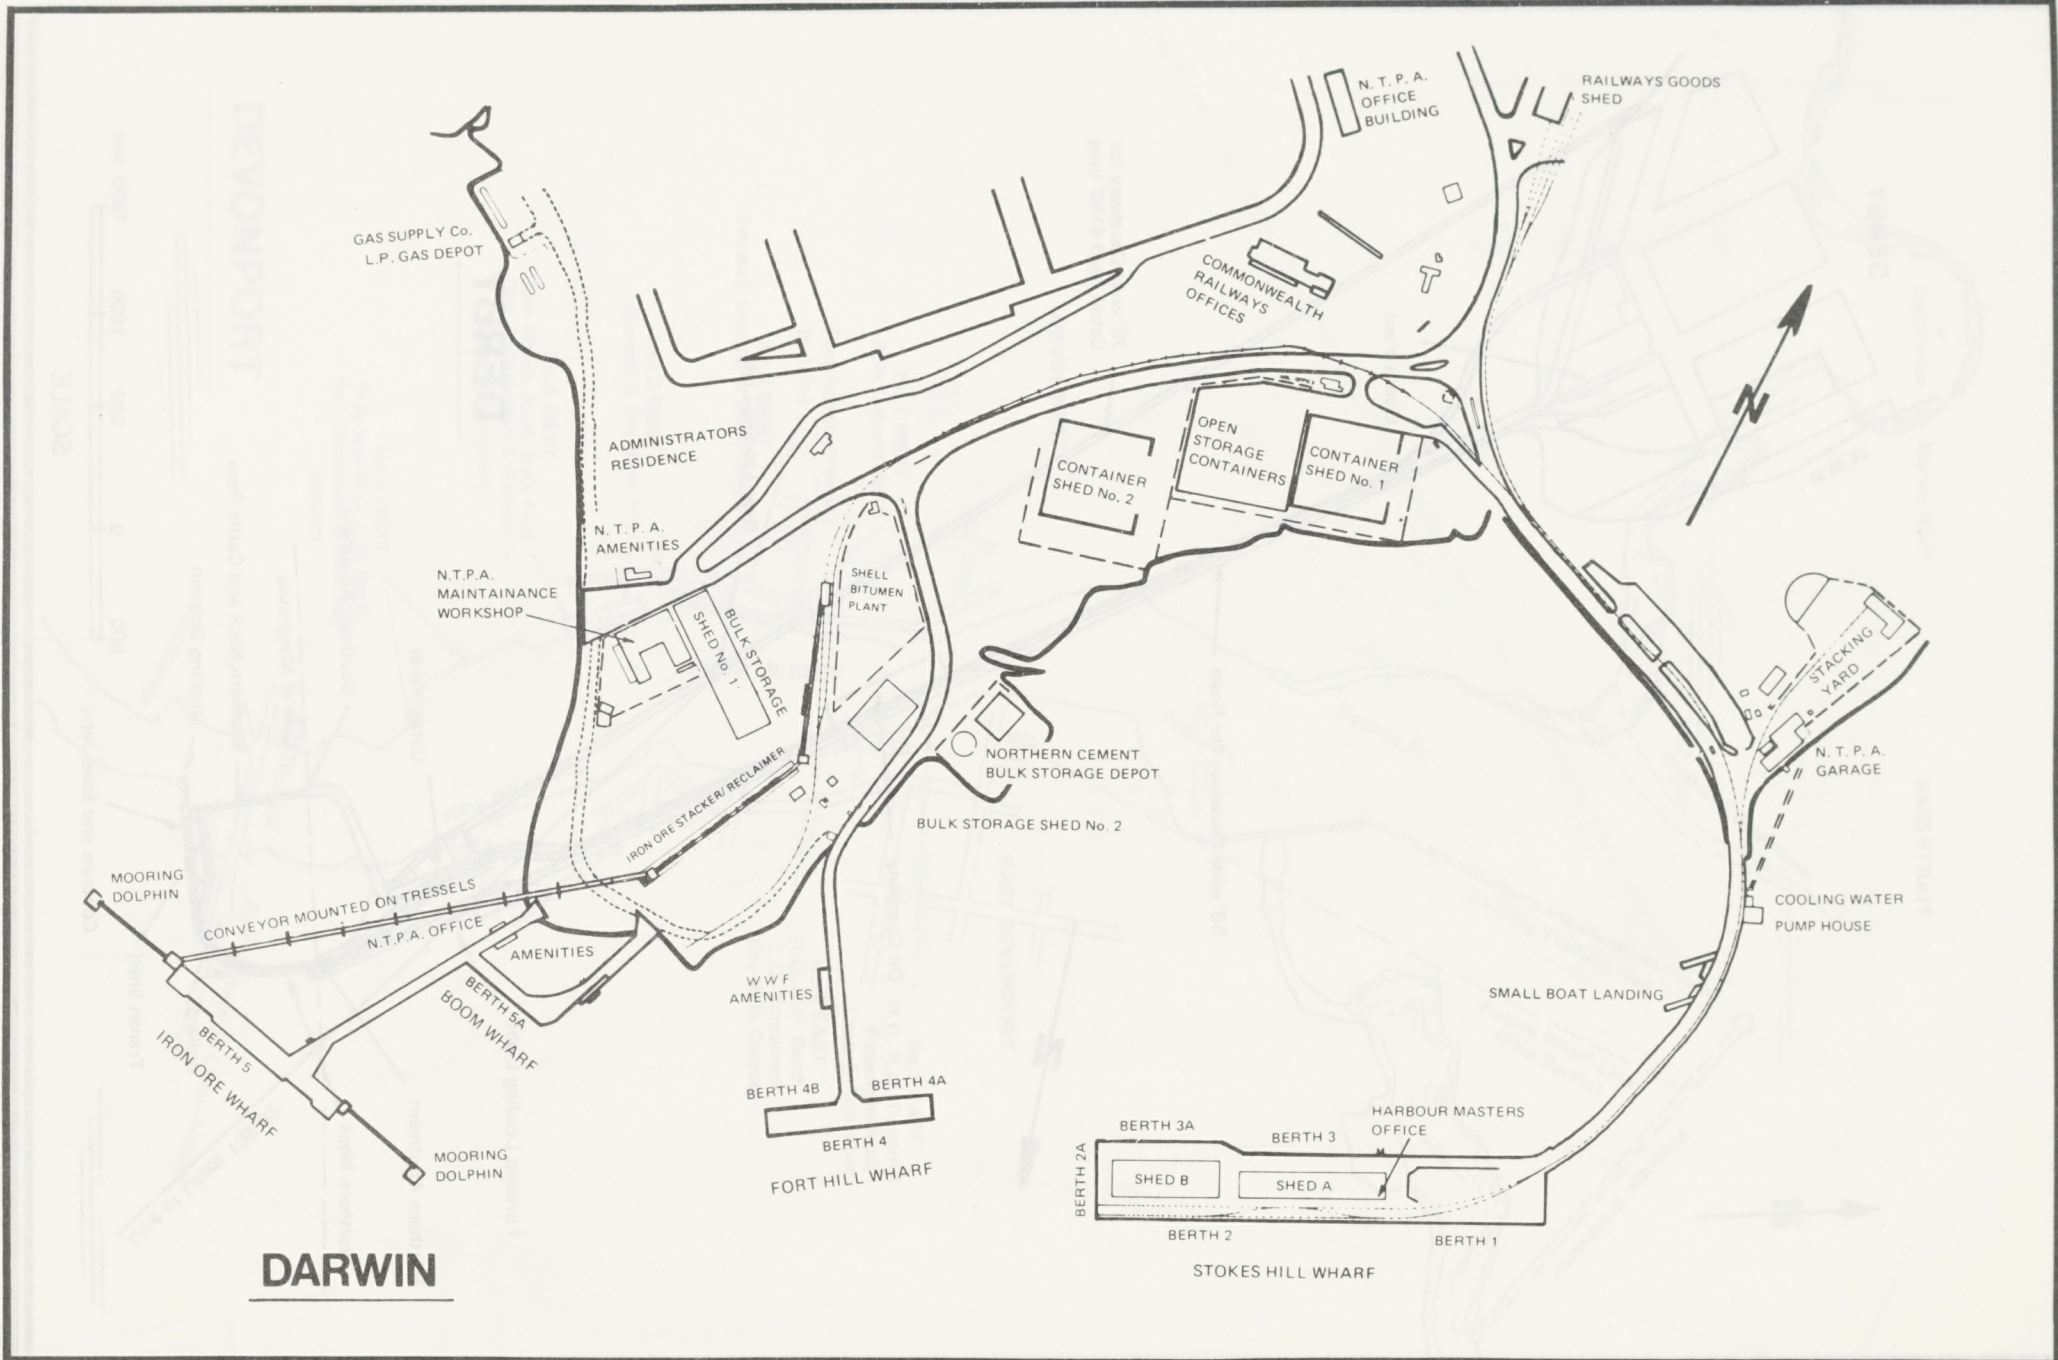 N. T. P. A.
OFFICE
BUILDING
RAILWAYS GOODS
SHED
GAS SUPPLY Co.
L.P. GAS DEPOT
COMMONWEALTH
RAILWAYS
OFFICES
N
ADMINISTRATORS
RESIDENCE
OPEN
STORAGE
CONTAINERS
CONTAINER
SHED No. 1
CONTAINER
SHED No. 2
N. T. P. A.
AMENITIES
N.T.P.A.
MAINTAINANCE
WORKSHOP
SHELL
BITUMEN
PLANT
BULK STORAGE
SHED No. 1
STACKING
YARD
NORTHERN CEMENT
BULK STORAGE DEPOT
N. T. P. A.
GARAGE
IRON ORE STACKER/ RECLAIMER
BULK STORAGE SHED No. 2
MOORING
DOLPHIN
CONVEYOR MOUNTED ON TRESSELS
N.T.P.A. OFFICE
AMENITIES
COOLING WATER
PUMP HOUSE
WWF
AMENITIES
SMALL BOAT LANDING
BERTH 5A
BOOM WHARF
BERTH 5
IRON ORE WHARF
BERTH 4B
BERTH 4A
BERTH 4
FORT HILL WHARF
MOORING
DOLPHIN
HARBOUR MASTERS
OFFICE
BERTH 3A
BERTH 3
BERTH 2A
SHED B
SHED A
BERTH 2
BERTH 1
STOKES HILL WHARF
DARWIN